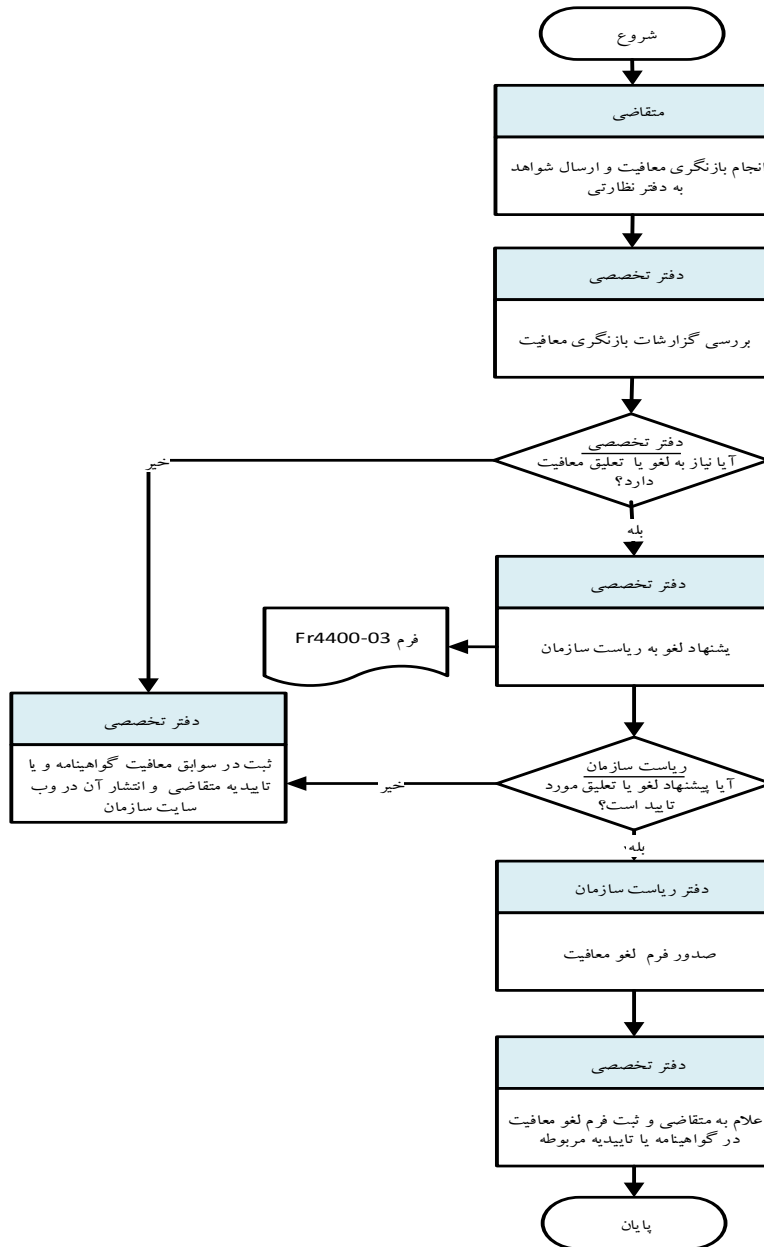 شروع
متقاضی
انجام بازنگری معافیت و ارسال شواهد
به دفتر نظارتی
دفتر تخصصی
بررسی گزارشات بازنگری معافیت
دفتر تخصصی
آیا نیاز به لغو یا تعلیق معافیت
دارد؟
خیر
بله
دفتر تخصصی
یشنهاد لغو به ریاست سازمان
فرم Fr4400-03
دفتر تخصصی
ثبت در سوابق معافیت گواهینامه و یا
تاییدیه متقاضی و انتشار آن در وب
سایت سازمان
ریاست سازمان
آیا پیشنهاد لغو یا تعلیق مورد
تایید است؟
خیر
بله
دفتر ریاست سازمان
صدور فرم لغو معافیت
دفتر تخصصی
علام به متقاضی و ثبت فرم لغو معافیت
در گواهینامه یا تاییدیه مربوطه
پایان